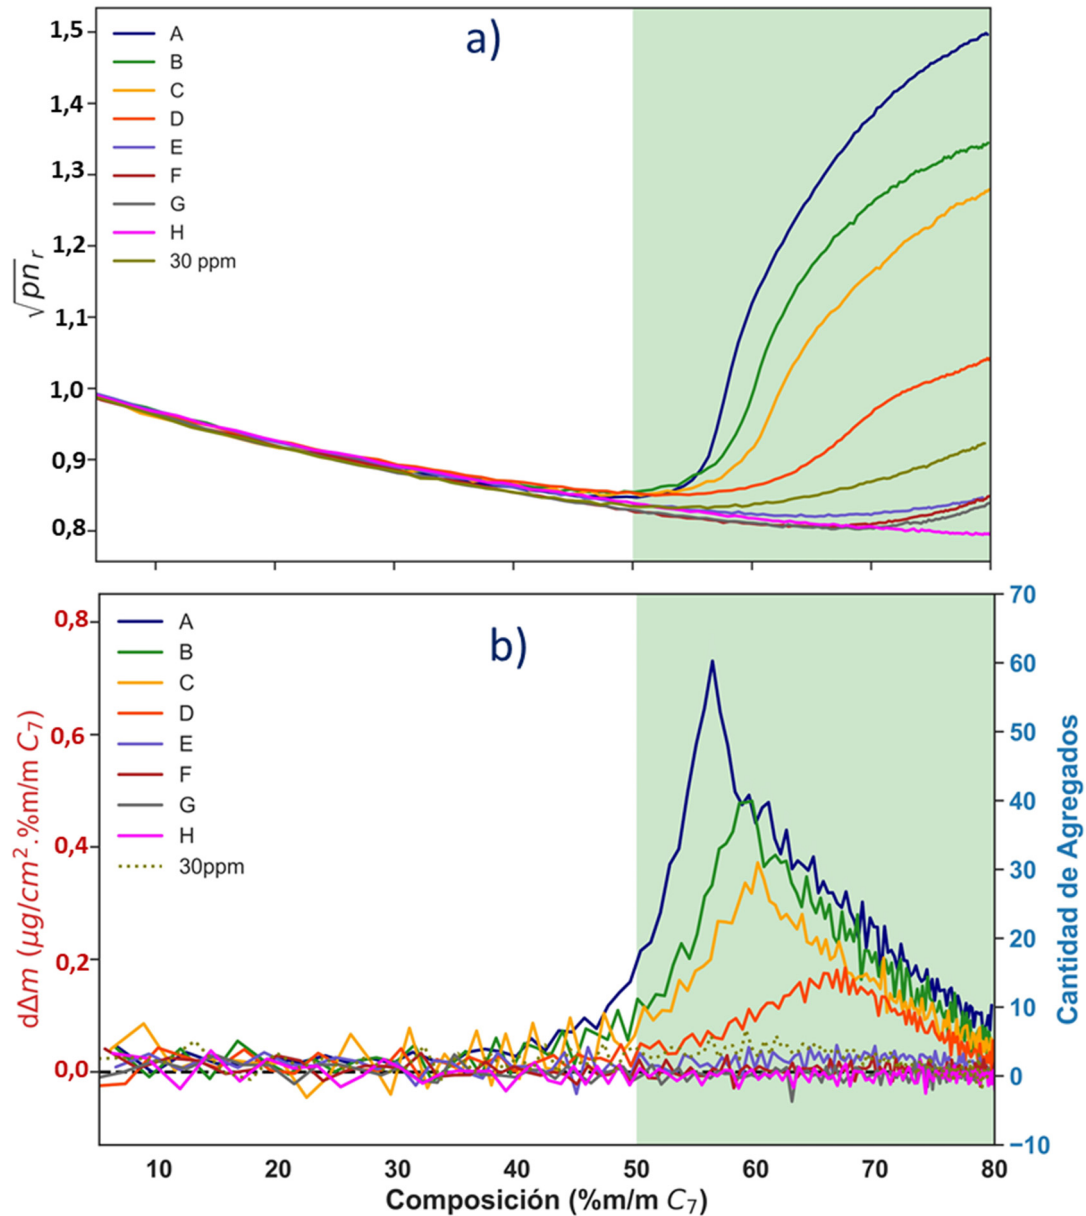 a)
1,5
1,4
1,3
1,2
1,1
1,0
0,9
0,8
√pn r
A
B
C
D
E
F
G
H
30 ppm
b)
0,8
0,6
0,4
0,2
0,0
dΔm (μg/cm².%m/m C₇)
A
B
C
D
E
F
G
H
30ppm
70
60
50
40
30
20
10
0
−10
Cantidad de Agregados
10 20 30 40 50 60 70 80
Composición (%m/m C₇)